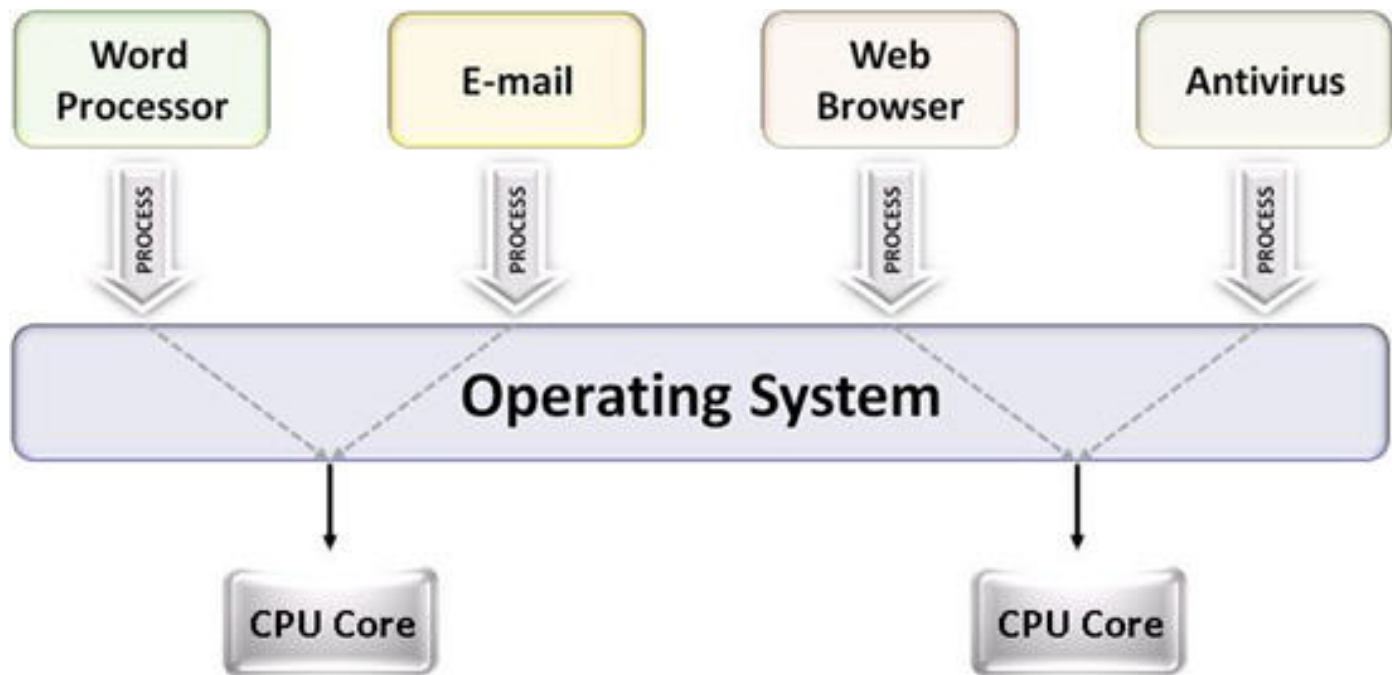 Word
Processor
E-mail
Web
Browser
Antivirus
PROCESS
PROCESS
PROCESS
PROCESS
Operating System
CPU Core
CPU Core